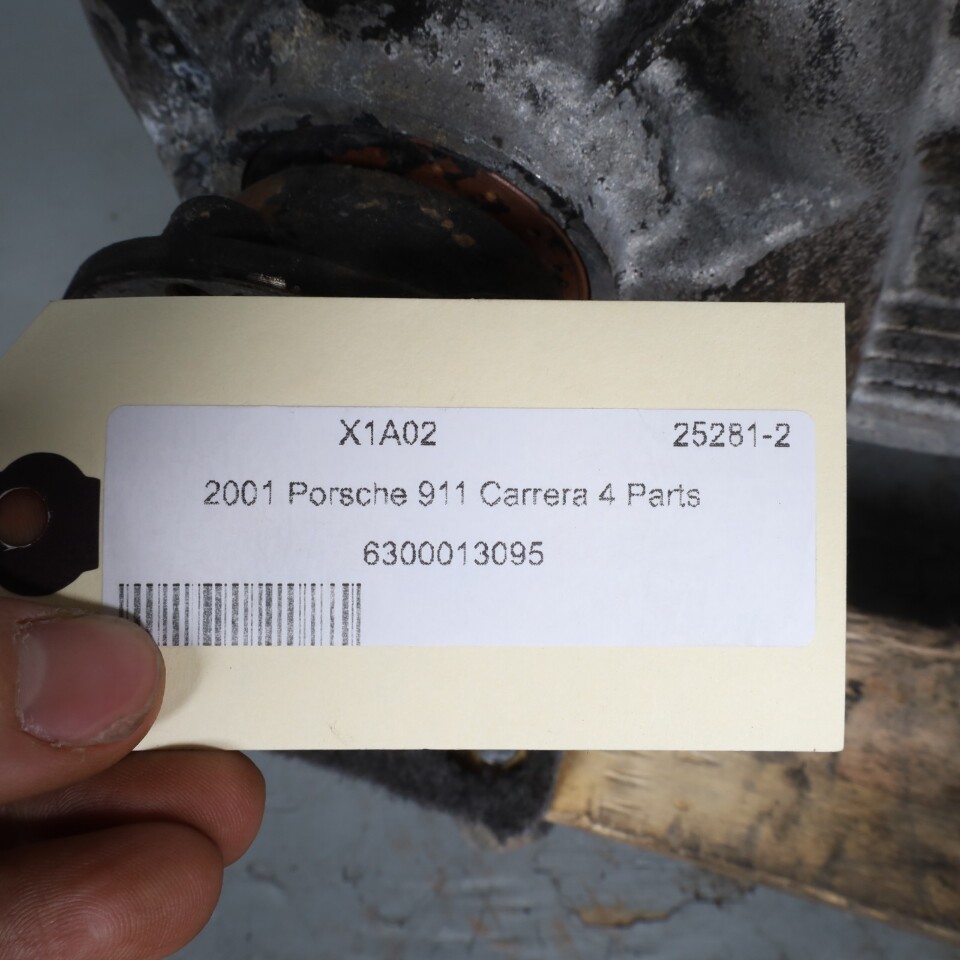 X1A02 25281-2
2001 Porsche 911 Carrera 4 Parts
6300013095